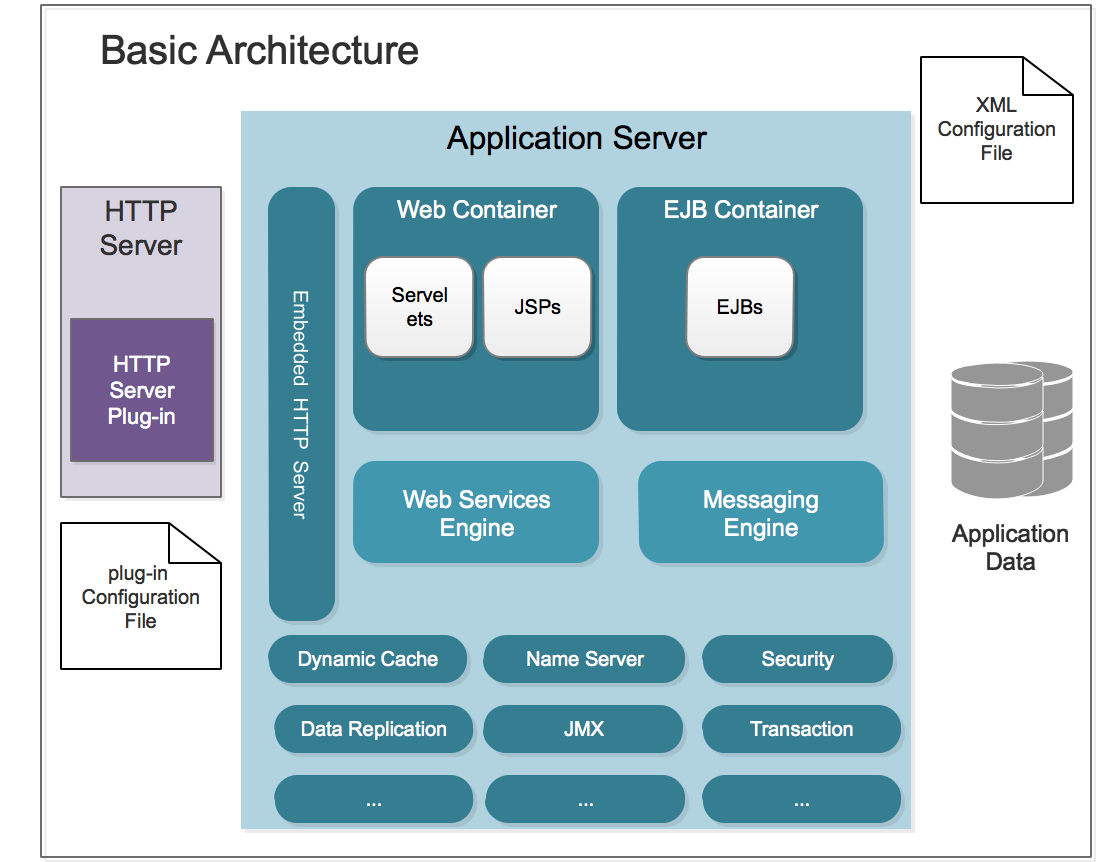 Basic Architecture
XML
Configuration
File
Application Server
HTTP
Server
HTTP
Server
Plug-in
plug-in
Configuration
File
Embedded HTTP Server
Web Container
Servel
ets
JSPs
EJB Container
EJBs
Web Services
Engine
Messaging
Engine
Application
Data
Dynamic Cache
Name Server
Security
Data Replication
JMX
Transaction
...
...
...